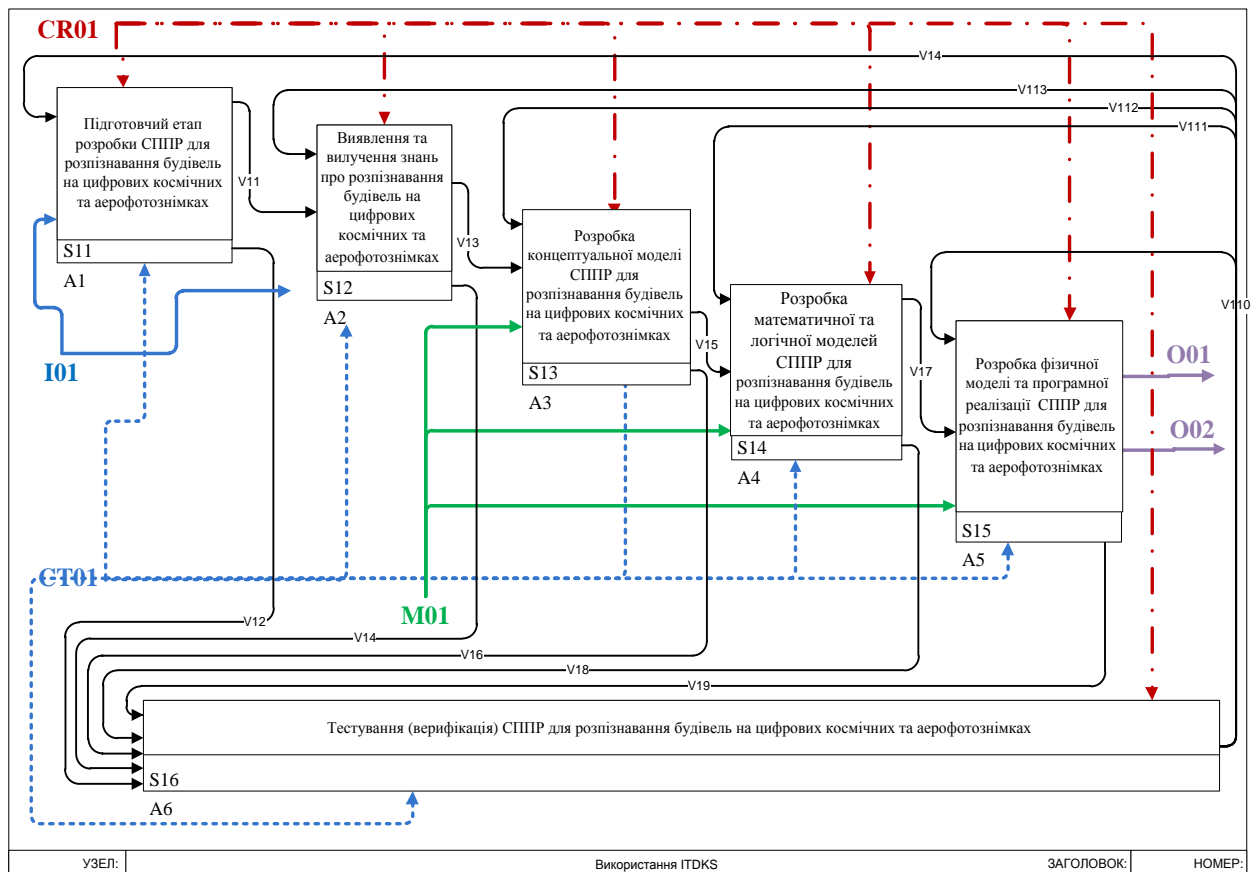 CR01
V14
V113
V112
V111
Підготовчий етап
розробки СППР для
розпізнавання будівель
на цифрових космічних
та аерофотознімках
S11
A1
V11
Виявлення та
вилучення знань
про розпізнавання
будівель на
цифрових
космічних та
аерофотознімках
S12
A2
V13
Розробка
концептуальної моделі
СППР для
розпізнавання будівель
на цифрових космічних
та аерофотознімках
S13
A3
V15
Розробка
математичної та
логічної моделей
СППР для
розпізнавання будівель
на цифрових космічних
та аерофотознімках
S14
A4
V17
V110
Розробка фізичної
моделі та програмної
реалізації СППР для
розпізнавання будівель
на цифрових космічних
та аерофотознімках
S15
A5
O01
O02
I01
CT01
M01
V12
V14
V16
V18
V19
Тестування (верифікація) СППР для розпізнавання будівель на цифрових космічних та аерофотознімках
S16
A6
УЗЕЛ:
Використання ITDKS
ЗАГОЛОВОК:
НОМЕР: